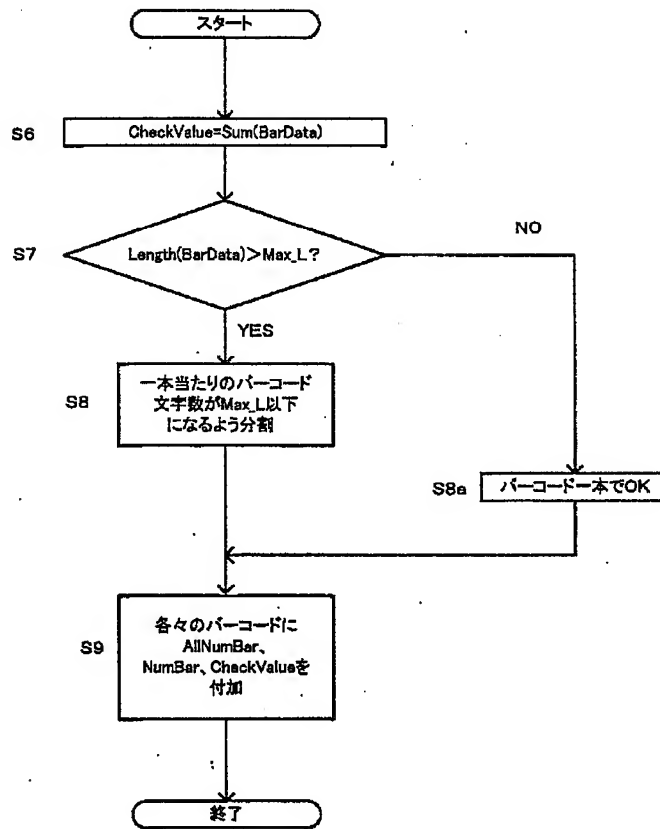 スタート
S6
CheckValue=Sum(BarData)
S7
Length(BarData)>Max_L?
NO
YES
S8
一本当たりのバーコード
文字数がMax_L以下
になるよう分割
S8a
バーコード一本でOK
S9
各々のバーコードに
AllNumBar、
NumBar、CheckValueを
付加
終了